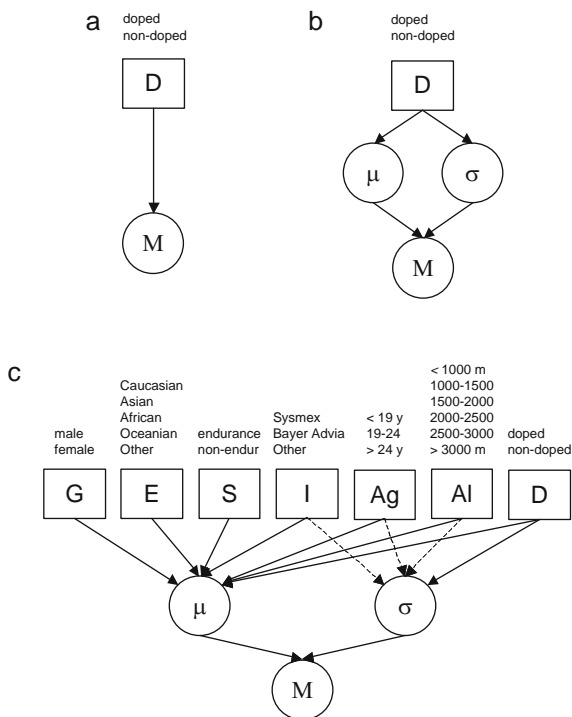 a
doped
non-doped
D
M
b
doped
non-doped
D
μ
σ
M
c
male
female
G
Caucasian
Asian
African
Oceanian
Other
E
endurance
non-endur
S
Sysmex
Bayer Advia
Other
I
< 19 y
19-24
> 24 y
Ag
< 1000 m
1000-1500
1500-2000
2000-2500
2500-3000
> 3000 m
Al
doped
non-doped
D
μ
σ
M